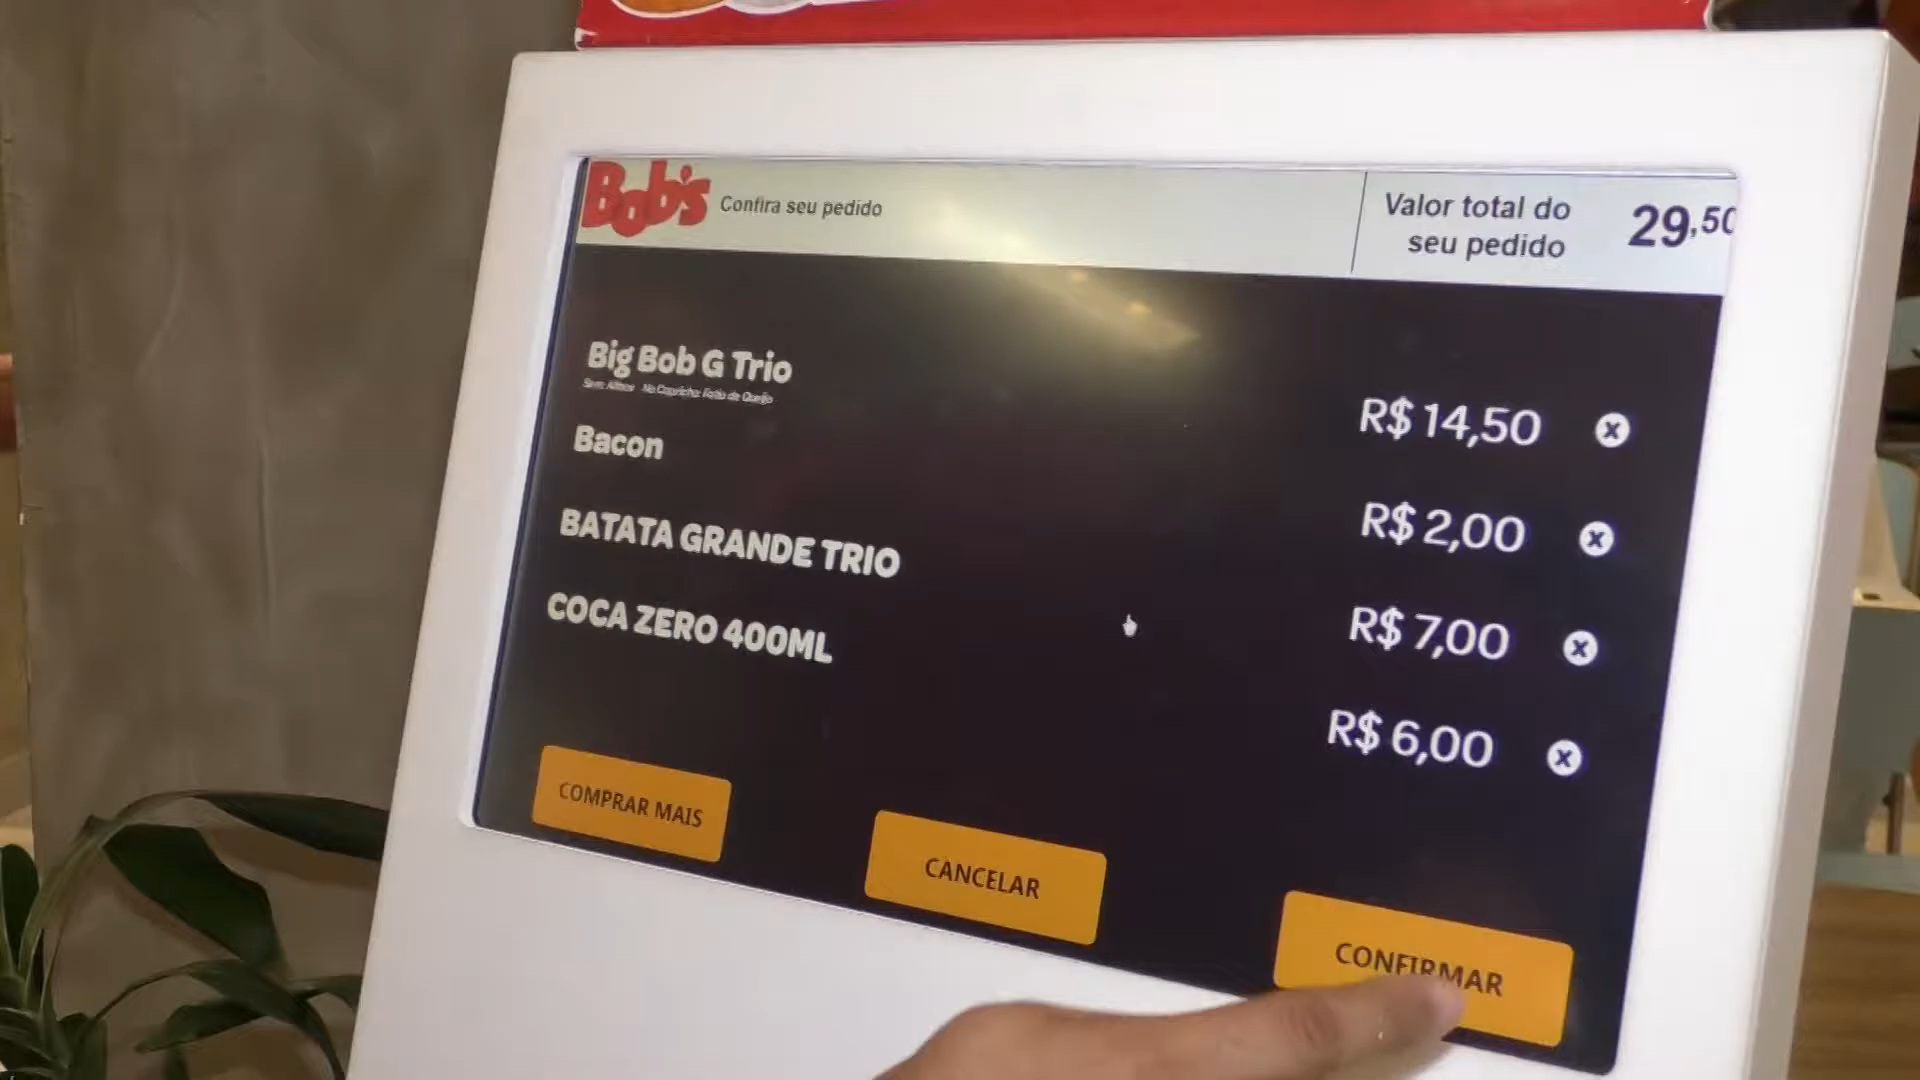 Bob's
Confira seu pedido
Valor total do
seu pedido
29,50
Big Bob G Trio
R$ 14,50
Bacon
R$ 2,00
BATATA GRANDE TRIO
R$ 7,00
COCA ZERO 400ML
R$ 6,00
COMPRAR MAIS
CANCELAR
CONFIRMAR